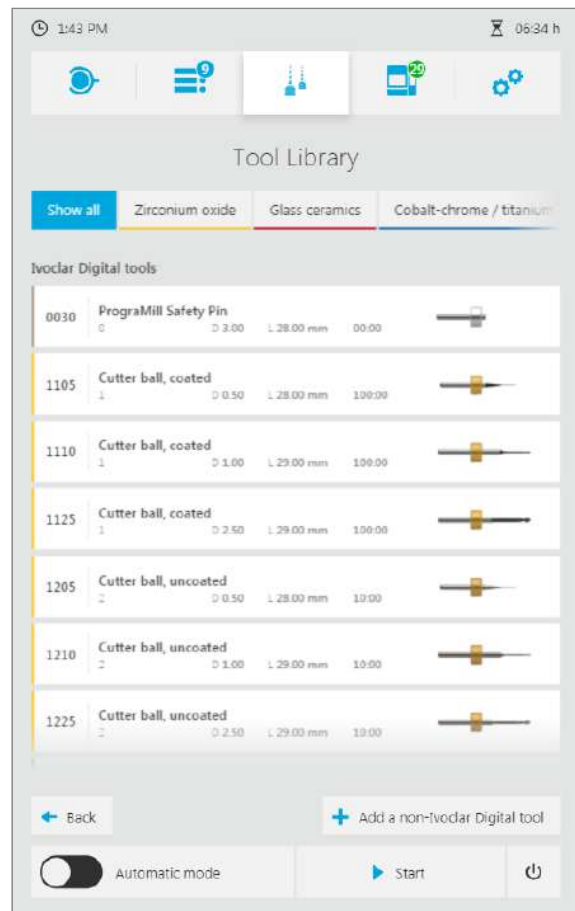 1:43 PM 06:34 h
9 29
Tool Library
Show all Zirconium oxide Glass ceramics Cobalt-chrome / titanium
Ivoclar Digital tools
0030 PrograMill Safety Pin
0 D 3.00 L 28.00 mm 00:00
1105 Cutter ball, coated
1 D 0.50 L 28.00 mm 100:00
1110 Cutter ball, coated
1 D 1.00 L 29.00 mm 100:00
1125 Cutter ball, coated
1 D 2.50 L 29.00 mm 100:00
1205 Cutter ball, uncoated
2 D 0.50 L 28.00 mm 10:00
1210 Cutter ball, uncoated
2 D 1.00 L 29.00 mm 10:00
1225 Cutter ball, uncoated
2 D 2.50 L 29.00 mm 10:00
Back Add a non-Ivoclar Digital tool
Automatic mode Start